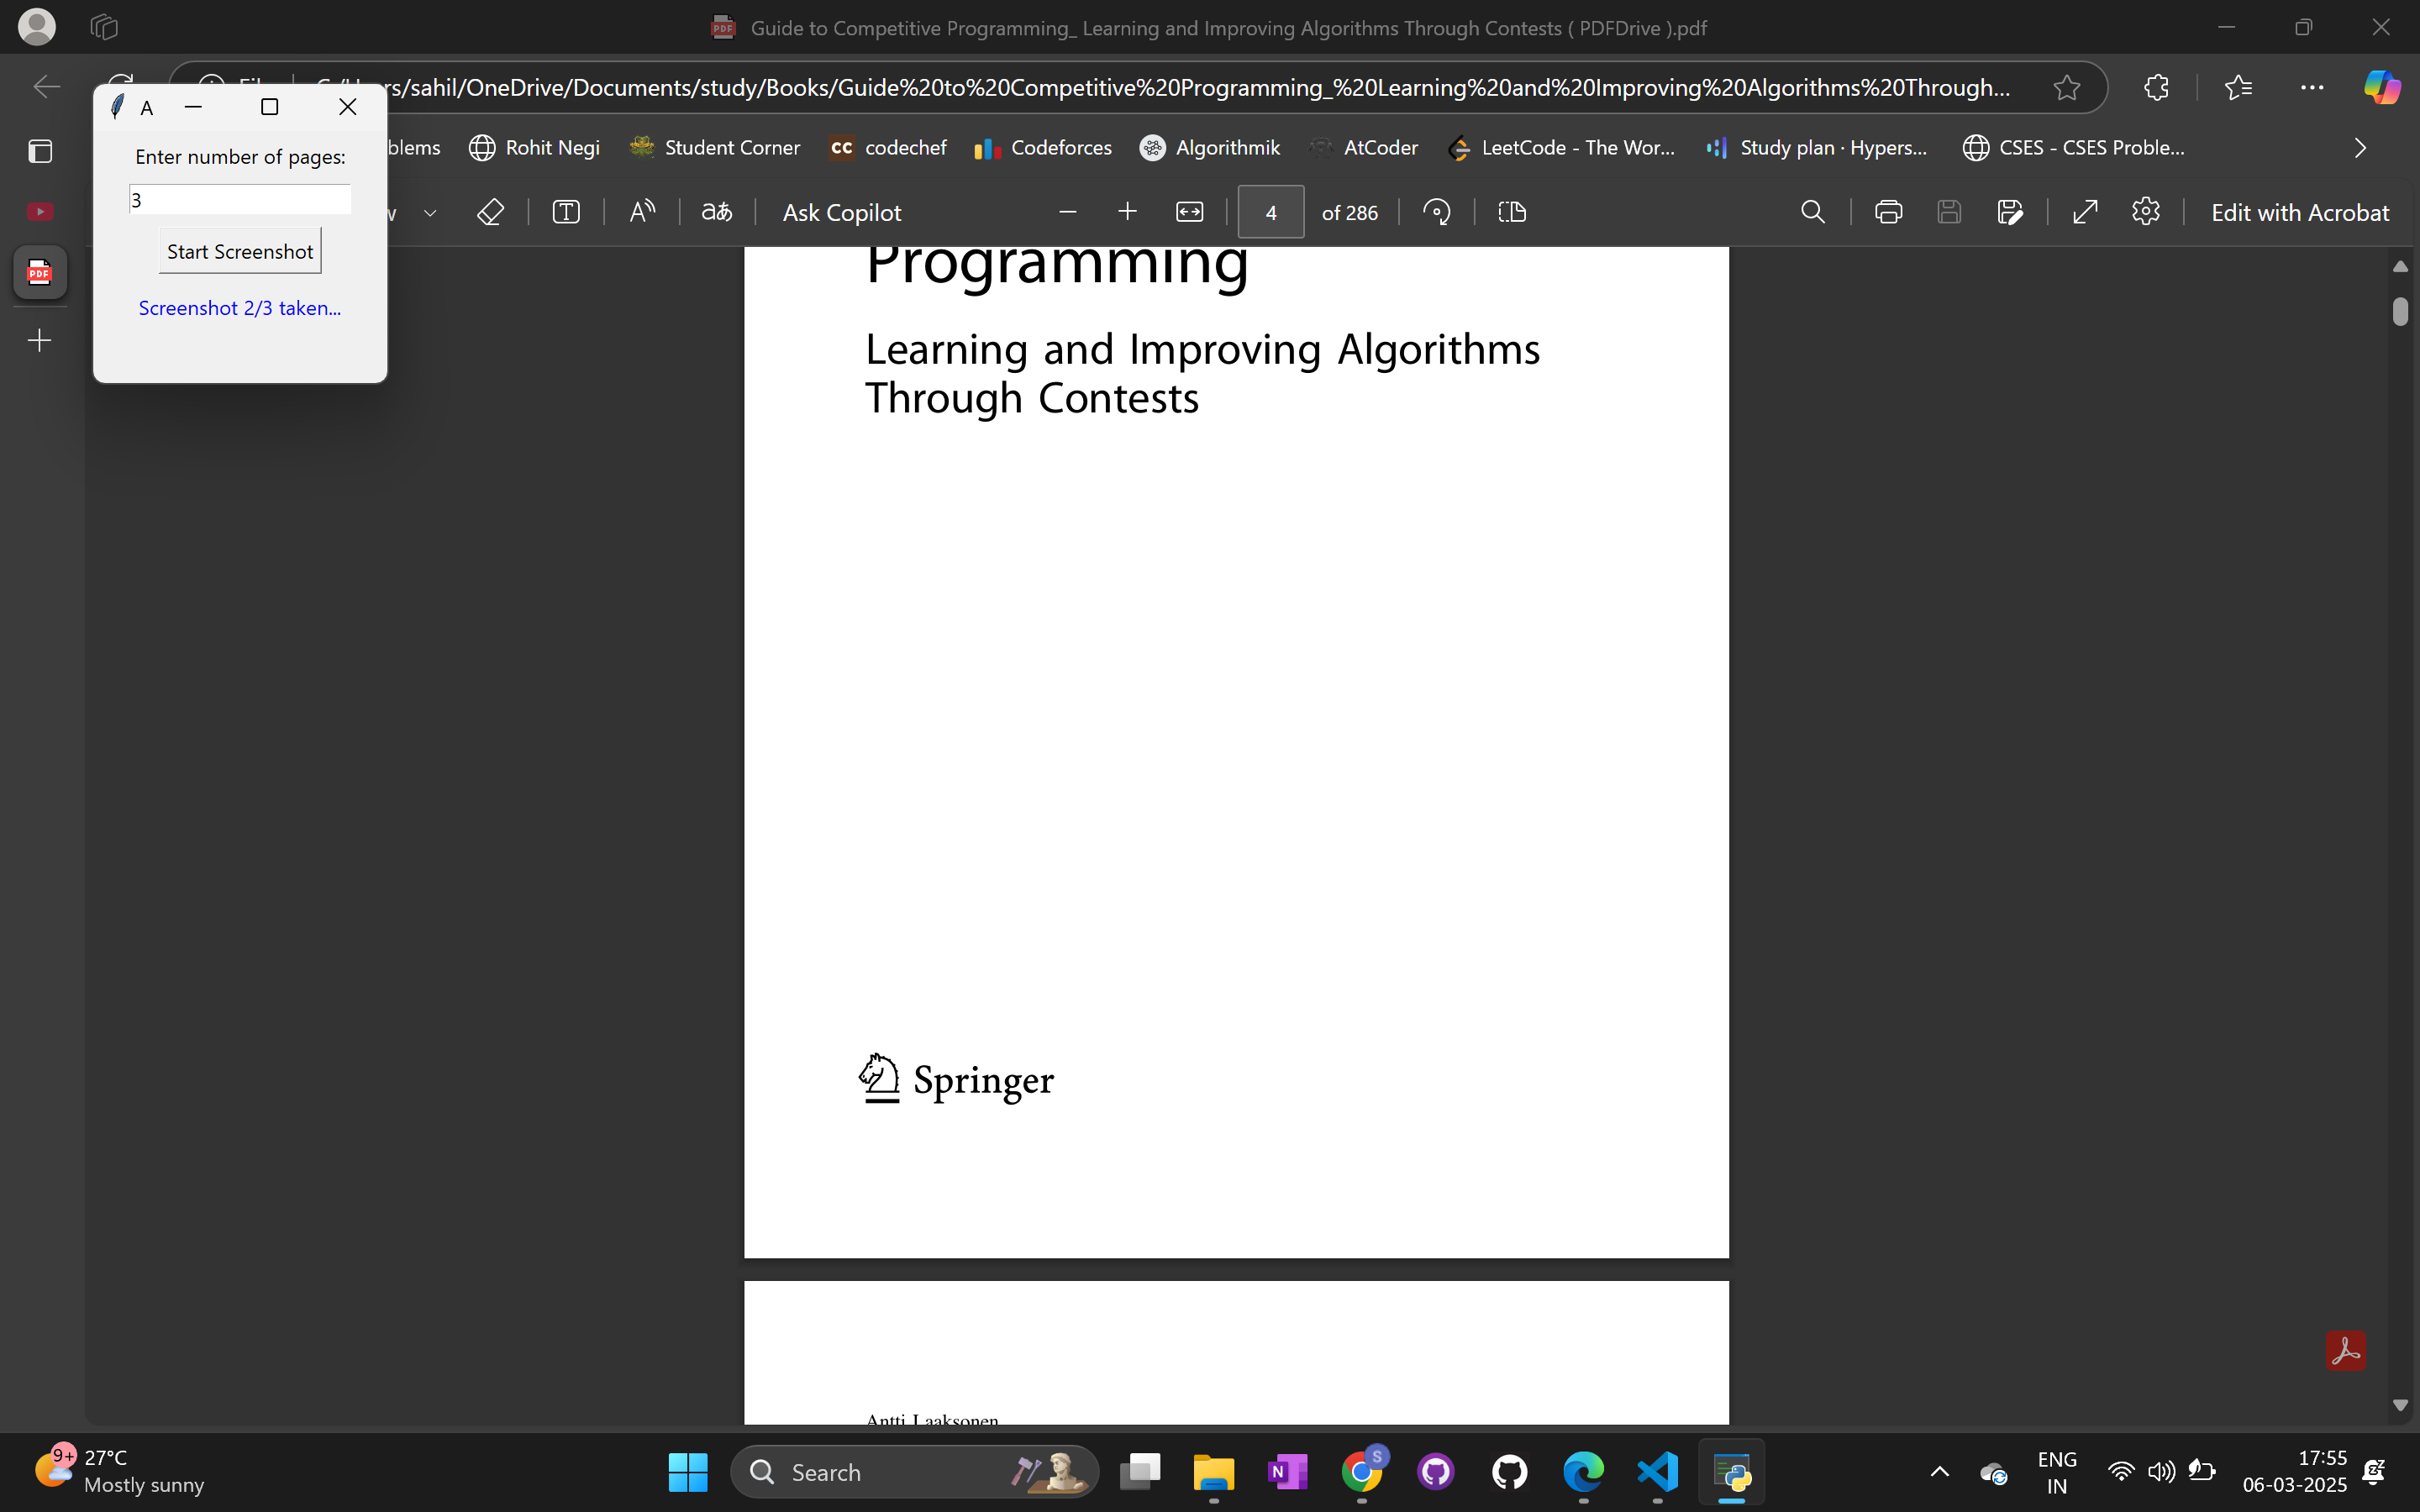 Guide to Competitive Programming_ Learning and Improving Algorithms Through Contests ( PDFDrive ).pdf
rs/sahil/OneDrive/Documents/study/Books/Guide%20to%20Competitive%20Programming_%20Learning%20and%20Improving%20Algorithms%20Through...
A
blems Rohit Negi Student Corner CC codechef Codeforces Algorithmik AtCoder LeetCode - The Wor... Study plan · Hypers... CSES - CSES Proble...
Enter number of pages:
3
Start Screenshot
Screenshot 2/3 taken...
Ask Copilot 4 of 286 Edit with Acrobat
PDF
Programming
Learning and Improving Algorithms
Through Contests
Springer
Antti Laaksonen
9+ 27°C
Mostly sunny
Search
N
S
ENG
IN
17:55
06-03-2025